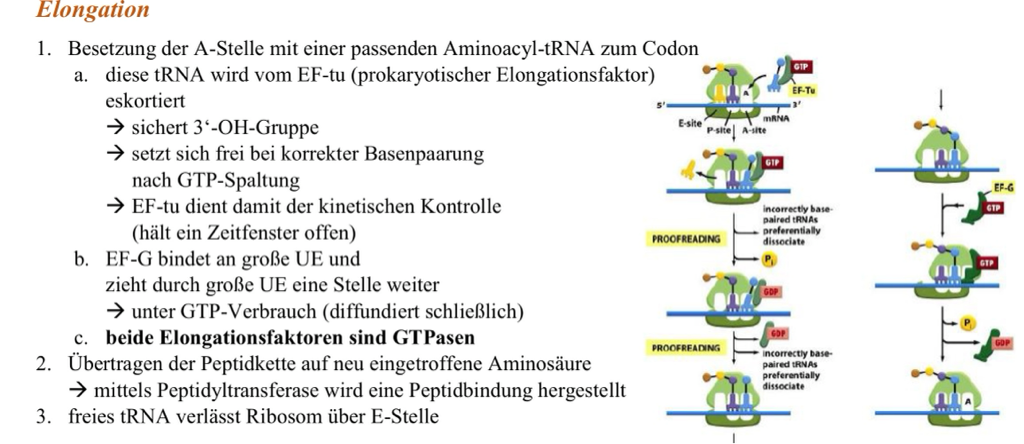 Elongation
1. Besetzung der A-Stelle mit einer passenden Aminoacyl-tRNA zum Codon
a. diese tRNA wird vom EF-tu (prokaryotischer Elongationsfaktor)
eskortiert
→ sichert 3‘-OH-Gruppe
→ setzt sich frei bei korrekter Basenpaarung
nach GTP-Spaltung
→ EF-tu dient damit der kinetischen Kontrolle
(hält ein Zeitfenster offen)
b. EF-G bindet an große UE und
zieht durch große UE eine Stelle weiter
→ unter GTP-Verbrauch (diffundiert schließlich)
c. beide Elongationsfaktoren sind GTPasen
2. Übertragen der Peptidkette auf neu eingetroffene Aminosäure
→ mittels Peptidyltransferase wird eine Peptidbindung hergestellt
3. freies tRNA verlässt Ribosom über E-Stelle
GTP
EF-Tu
A
5'
3'
mRNA
E-site
P-site
A-site
GTP
incorrectly base-
paired tRNAs
preferentially
dissociate
PROOFREADING
Pi
GDP
GDP
PROOFREADING
incorrectly base-
paired tRNAs
preferentially
dissociate
EF-G
GTP
GTP
Pi
GDP
A